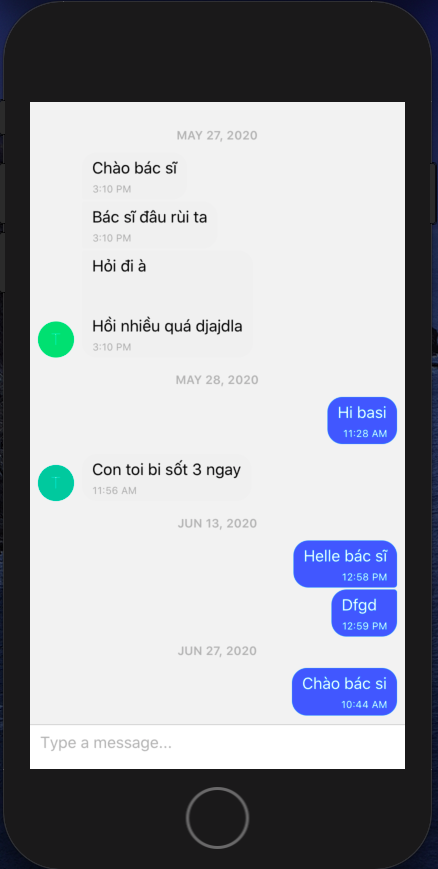 MAY 27, 2020
Chào bác sĩ
3:10 PM
Bác sĩ đâu rùi ta
3:10 PM
Hỏi đi à
Hồi nhiều quá djajdla
3:10 PM
T
MAY 28, 2020
Hi basi
11:28 AM
Con toi bi sốt 3 ngay
11:56 AM
T
JUN 13, 2020
Helle bác sĩ
12:58 PM
Dfgd
12:59 PM
JUN 27, 2020
Chào bác si
10:44 AM
Type a message...